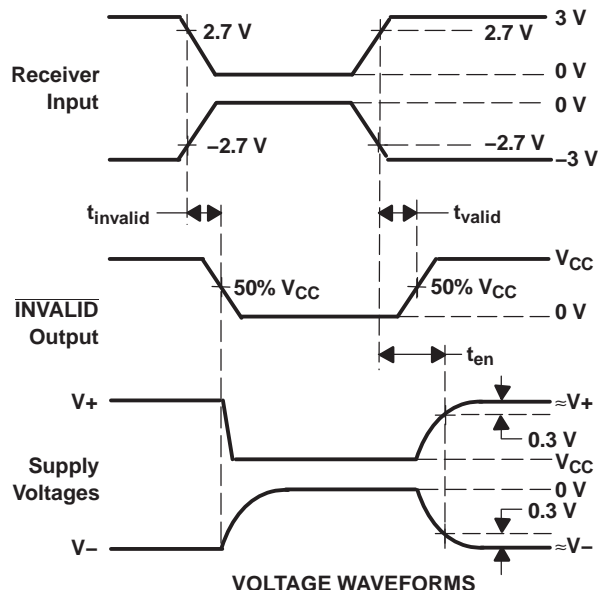 3 V
2.7 V 2.7 V
Receiver
Input
0 V
0 V
–2.7 V –2.7 V
–3 V
tinvalid tvalid
VCC
50% VCC 50% VCC
INVALID
Output
0 V
ten
V+ ≈V+
0.3 V
Supply
Voltages
VCC
0 V
0.3 V
V– ≈V–
VOLTAGE WAVEFORMS